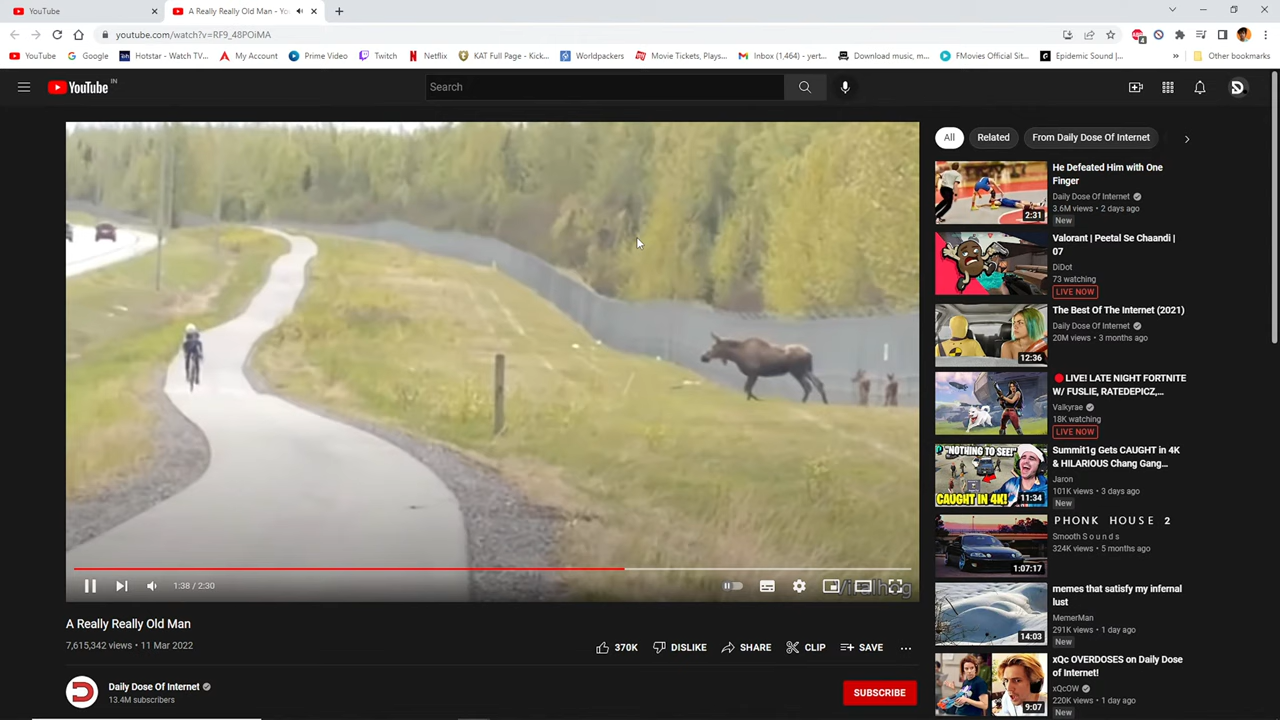 YouTube
A Really Really Old Man - Yo
youtube.com/watch?v=RF9_48POiMA
4
YouTube
Google
Hotstar - Watch TV...
My Account
Prime Video
Twitch
Netflix
KAT Full Page - Kick...
Worldpackers
Movie Tickets, Plays...
Inbox (1,464) - yert...
Download music, m...
FMovies Official Sit...
Epidemic Sound |...
»
Other bookmarks
YouTube IN
Search
All
Related
From Daily Dose Of Internet
He Defeated Him with One
Finger
Daily Dose Of Internet
3.6M views • 2 days ago
New
2:31
Valorant | Peetal Se Chaandi |
07
DiDot
73 watching
LIVE NOW
The Best Of The Internet (2021)
Daily Dose Of Internet
20M views • 3 months ago
12:36
🔴LIVE! LATE NIGHT FORTNITE
W/ FUSLIE, RATEDEPICZ,...
Valkyrae
18K watching
LIVE NOW
"NOTHING TO SEE!"
CAUGHT in 4K!
11:34
Summit1g Gets CAUGHT in 4K
& HILARIOUS Chang Gang...
Jaron
101K views • 3 days ago
New
P H O N K  H O U S E  2
Smooth S o u n d s
324K views • 5 months ago
1:07:17
memes that satisfy my infernal
lust
MemerMan
291K views • 1 day ago
New
14:03
xQc OVERDOSES on Daily Dose
of Internet!
xQcOW
220K views • 1 day ago
New
9:07
1:38 / 2:30
A Really Really Old Man
7,615,342 views • 11 Mar 2022
370K
DISLIKE
SHARE
CLIP
SAVE
...
Daily Dose Of Internet
13.4M subscribers
SUBSCRIBE